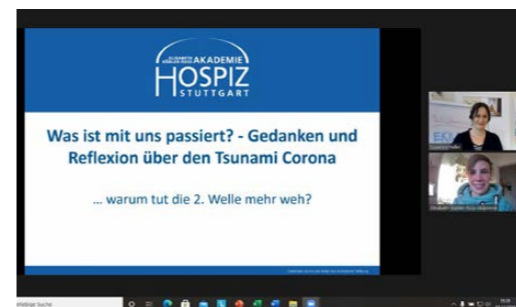 ELISABETH KÜBLER-ROSS AKADEMIE
HOSPIZ
STUTTGART
Was ist mit uns passiert? - Gedanken und
Reflexion über den Tsunami Corona
... warum tut die 2. Welle mehr weh?